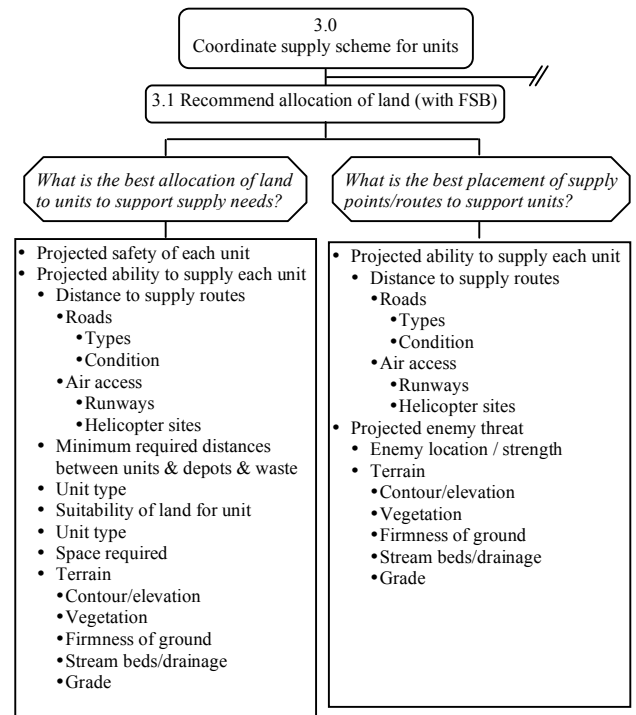 3.0
Coordinate supply scheme for units
3.1 Recommend allocation of land (with FSB)
What is the best allocation of land
to units to support supply needs?
• Projected safety of each unit
• Projected ability to supply each unit
• Distance to supply routes
•Roads
•Types
•Condition
•Air access
•Runways
•Helicopter sites
• Minimum required distances
between units & depots & waste
• Unit type
• Suitability of land for unit
• Unit type
• Space required
• Terrain
•Contour/elevation
•Vegetation
•Firmness of ground
•Stream beds/drainage
•Grade
What is the best placement of supply
points/routes to support units?
• Projected ability to supply each unit
• Distance to supply routes
•Roads
•Types
•Condition
•Air access
•Runways
•Helicopter sites
• Projected enemy threat
• Enemy location / strength
• Terrain
•Contour/elevation
•Vegetation
•Firmness of ground
•Stream beds/drainage
•Grade